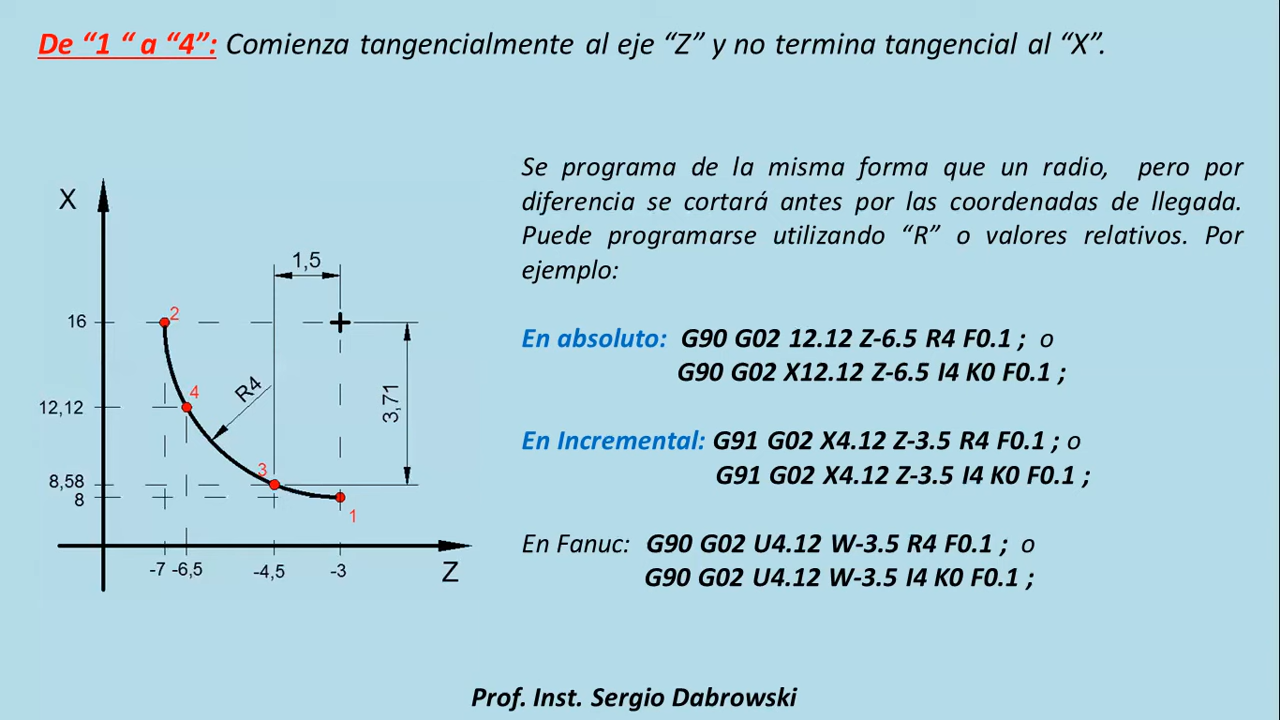 De “1 “ a “4”: Comienza tangencialmente al eje “Z” y no termina tangencial al “X”.
Se programa de la misma forma que un radio, pero por
diferencia se cortará antes por las coordenadas de llegada.
Puede programarse utilizando “R” o valores relativos. Por
ejemplo:
En absoluto: G90 G02 12.12 Z-6.5 R4 F0.1 ; o
G90 G02 X12.12 Z-6.5 I4 K0 F0.1 ;
En Incremental: G91 G02 X4.12 Z-3.5 R4 F0.1 ; o
G91 G02 X4.12 Z-3.5 I4 K0 F0.1 ;
En Fanuc: G90 G02 U4.12 W-3.5 R4 F0.1 ; o
G90 G02 U4.12 W-3.5 I4 K0 F0.1 ;
X
1,5
16
2
4
R4
3,71
12,12
3
8,58
8
1
-7 -6,5 -4,5 -3
Z
Prof. Inst. Sergio Dabrowski